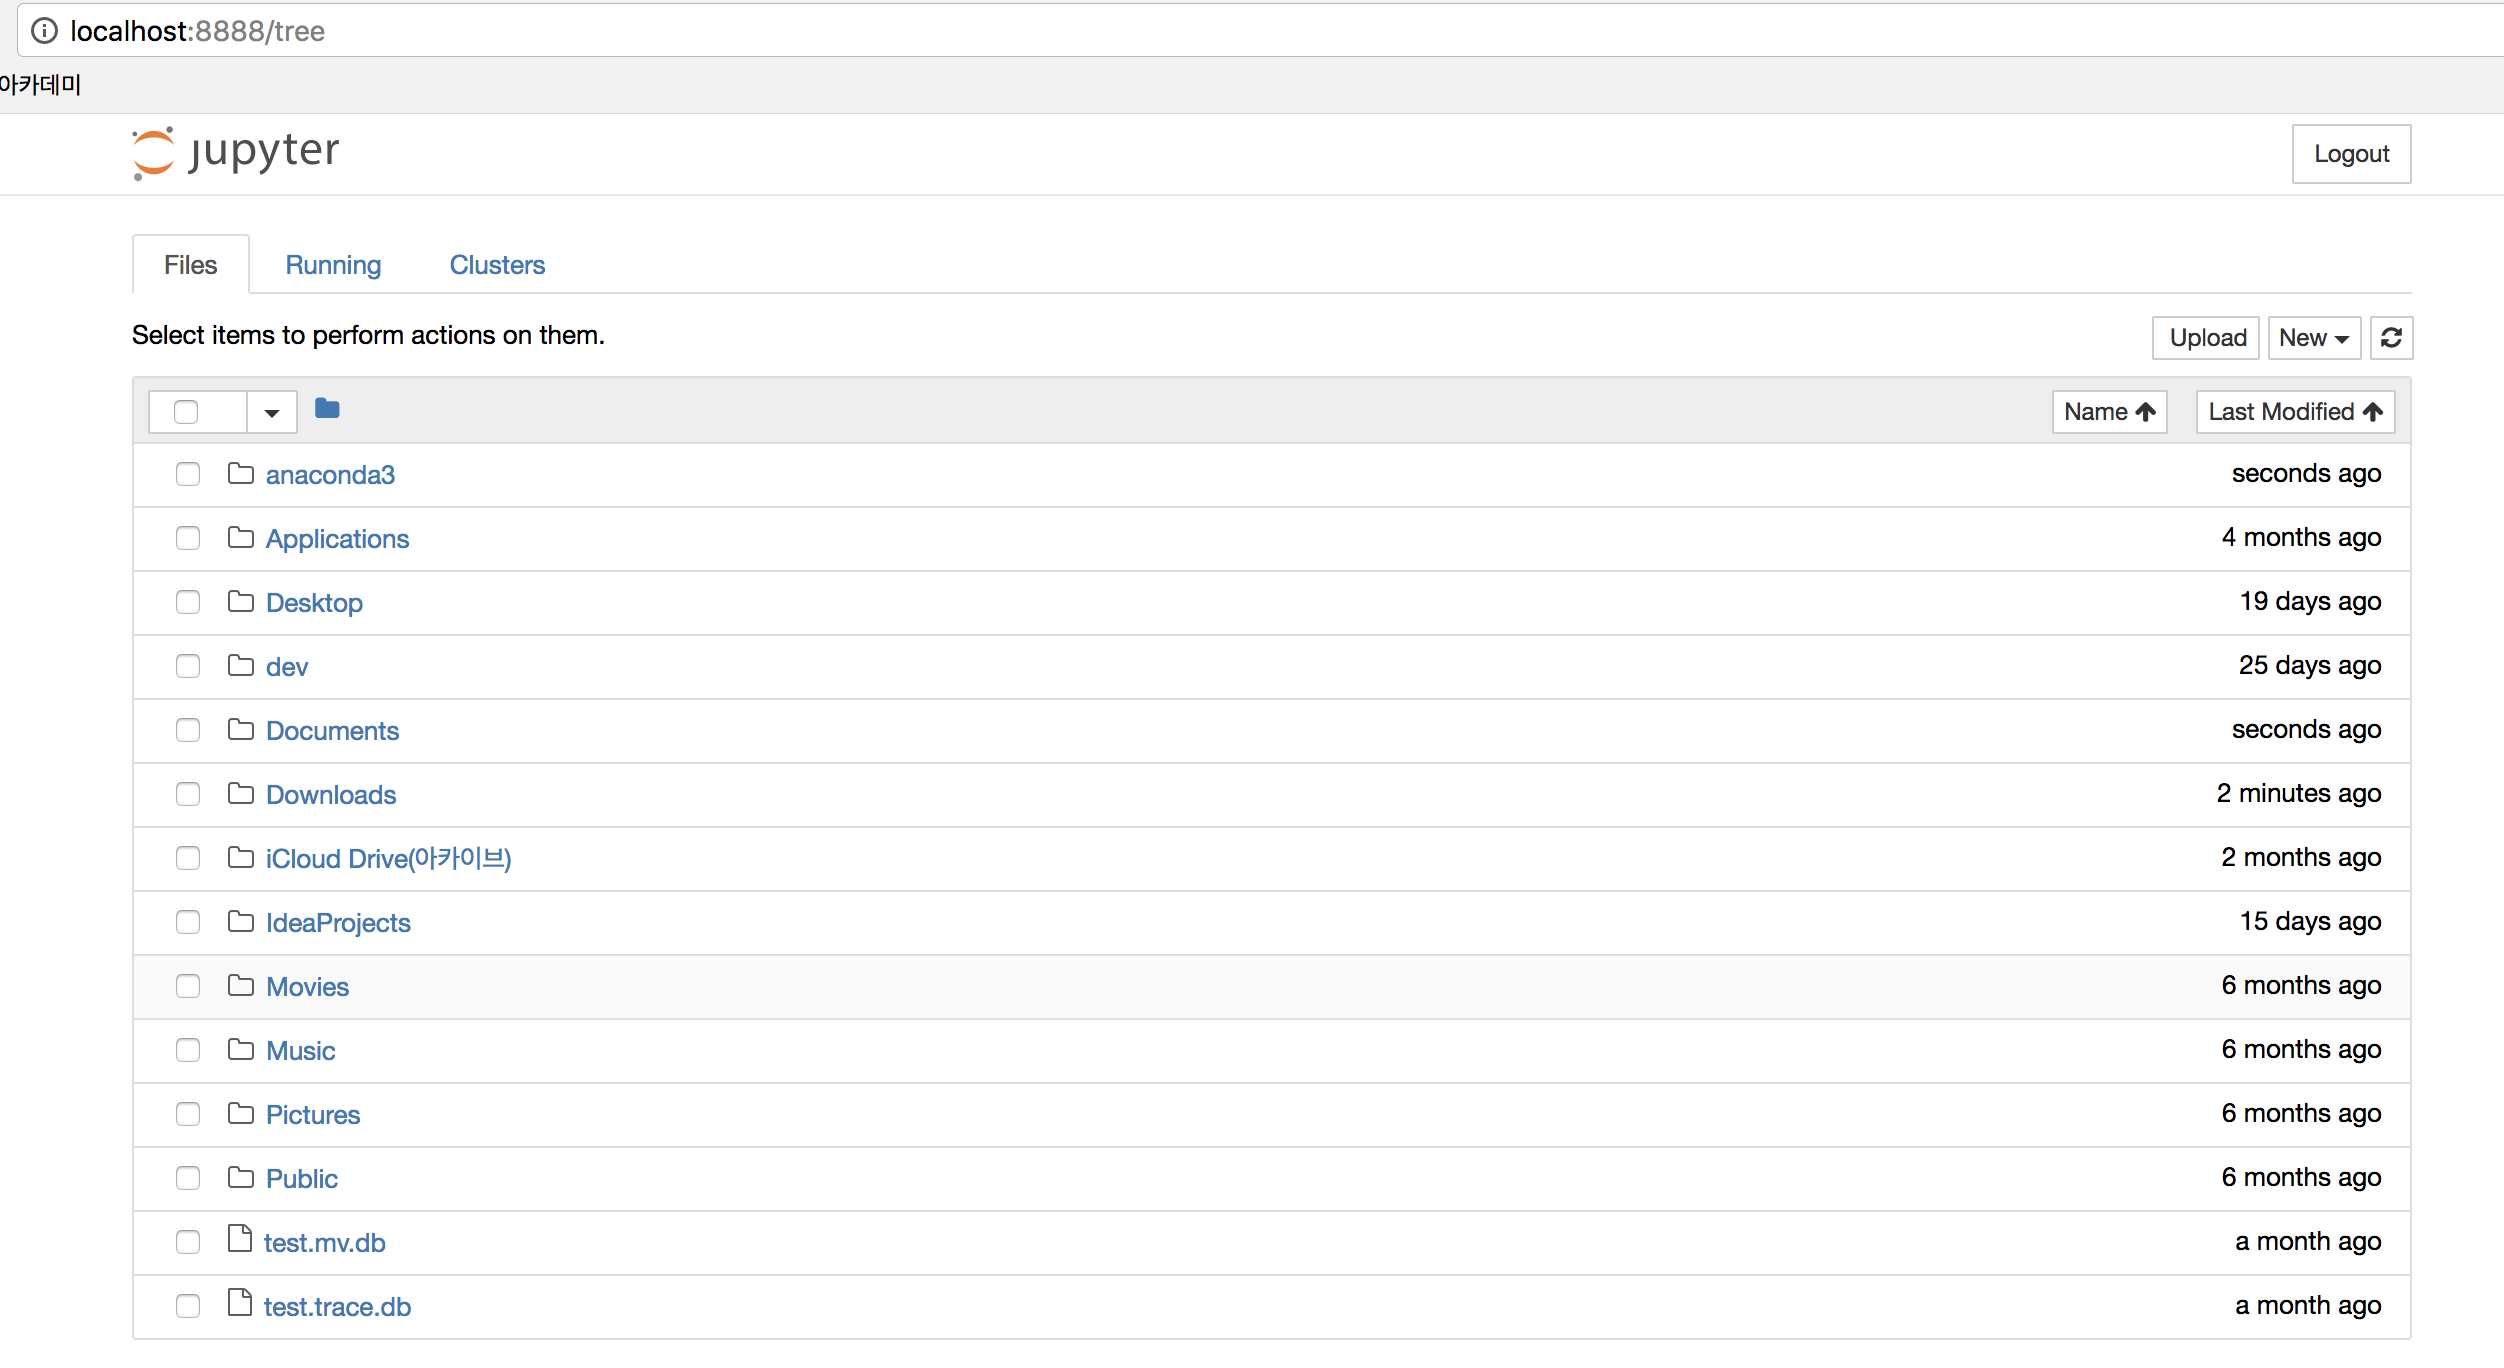 localhost:8888/tree
아카데미
jupyter
Logout
Files Running Clusters
Select items to perform actions on them.
Upload New
Name Last Modified
anaconda3 seconds ago
Applications 4 months ago
Desktop 19 days ago
dev 25 days ago
Documents seconds ago
Downloads 2 minutes ago
iCloud Drive(아카이브) 2 months ago
IdeaProjects 15 days ago
Movies 6 months ago
Music 6 months ago
Pictures 6 months ago
Public 6 months ago
test.mv.db a month ago
test.trace.db a month ago